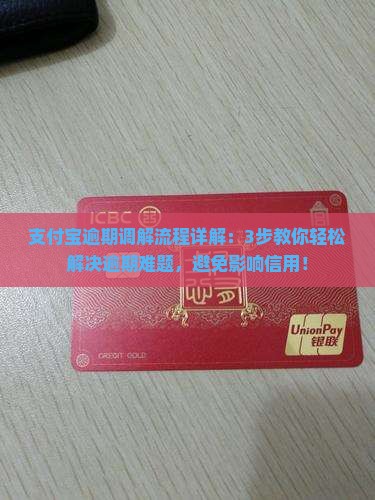 ICBC
支付宝逾期调解流程详解：3步教你轻松
解决逾期难题，避免影响信用！
UnionPay
银联
CREDIT GOLD